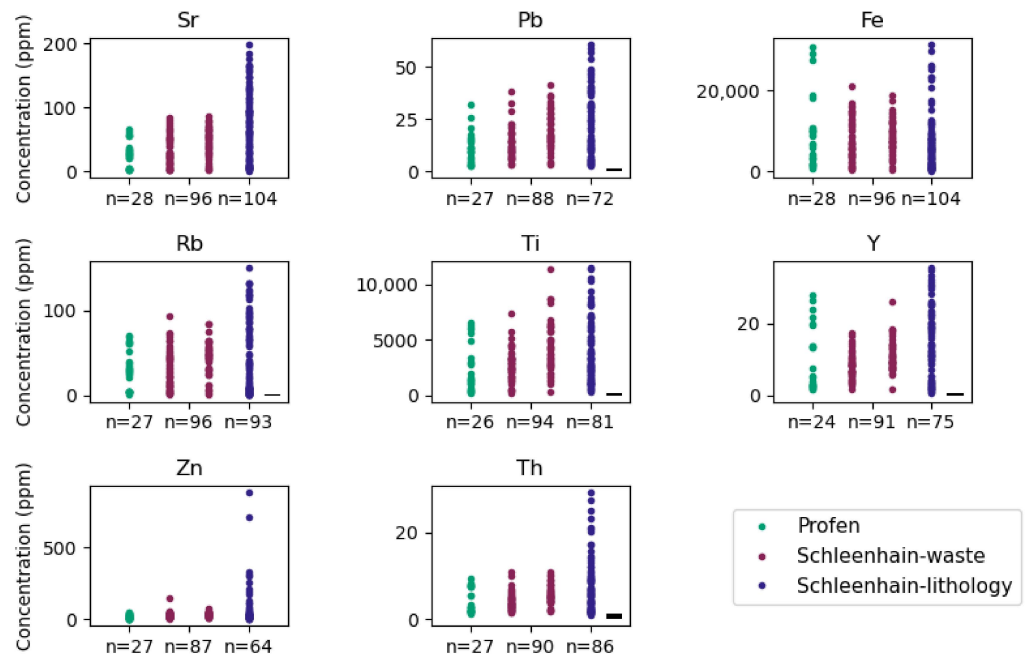 Sr
Pb
Fe
Concentration (ppm)
200
100
0
n=28 n=96 n=104
50
25
0
n=27 n=88 n=72
20,000
0
n=28 n=96 n=104
Rb
Ti
Y
Concentration (ppm)
100
0
n=27 n=96 n=93
10,000
5000
0
n=26 n=94 n=81
20
0
n=24 n=91 n=75
Zn
Th
Concentration (ppm)
500
0
n=27 n=87 n=64
20
0
n=27 n=90 n=86
Profen
Schleenhain-waste
Schleenhain-lithology